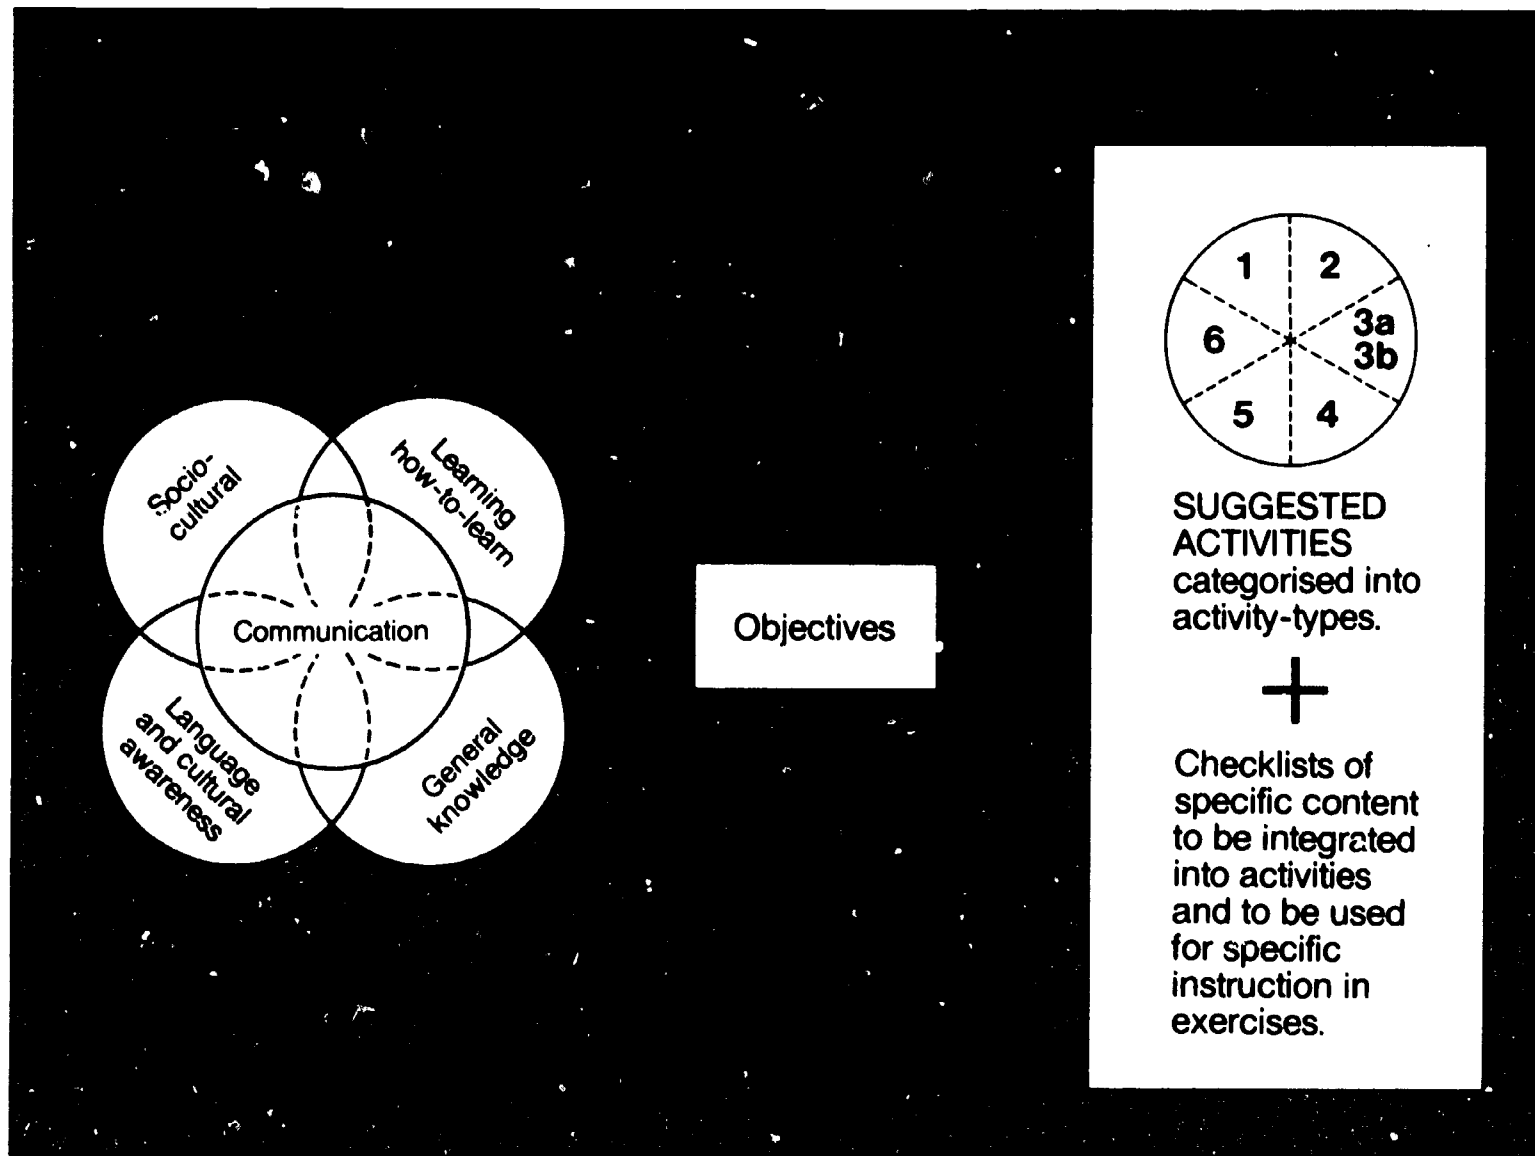 Socio-
cultural
Learning
how-to-learn
Communication
Language
and cultural
awareness
General
knowledge
Objectives
1
2
3a
3b
4
5
6
SUGGESTED
ACTIVITIES
categorised into
activity-types.
+
Checklists of
specific content
to be integrated
into activities
and to be used
for specific
instruction in
exercises.